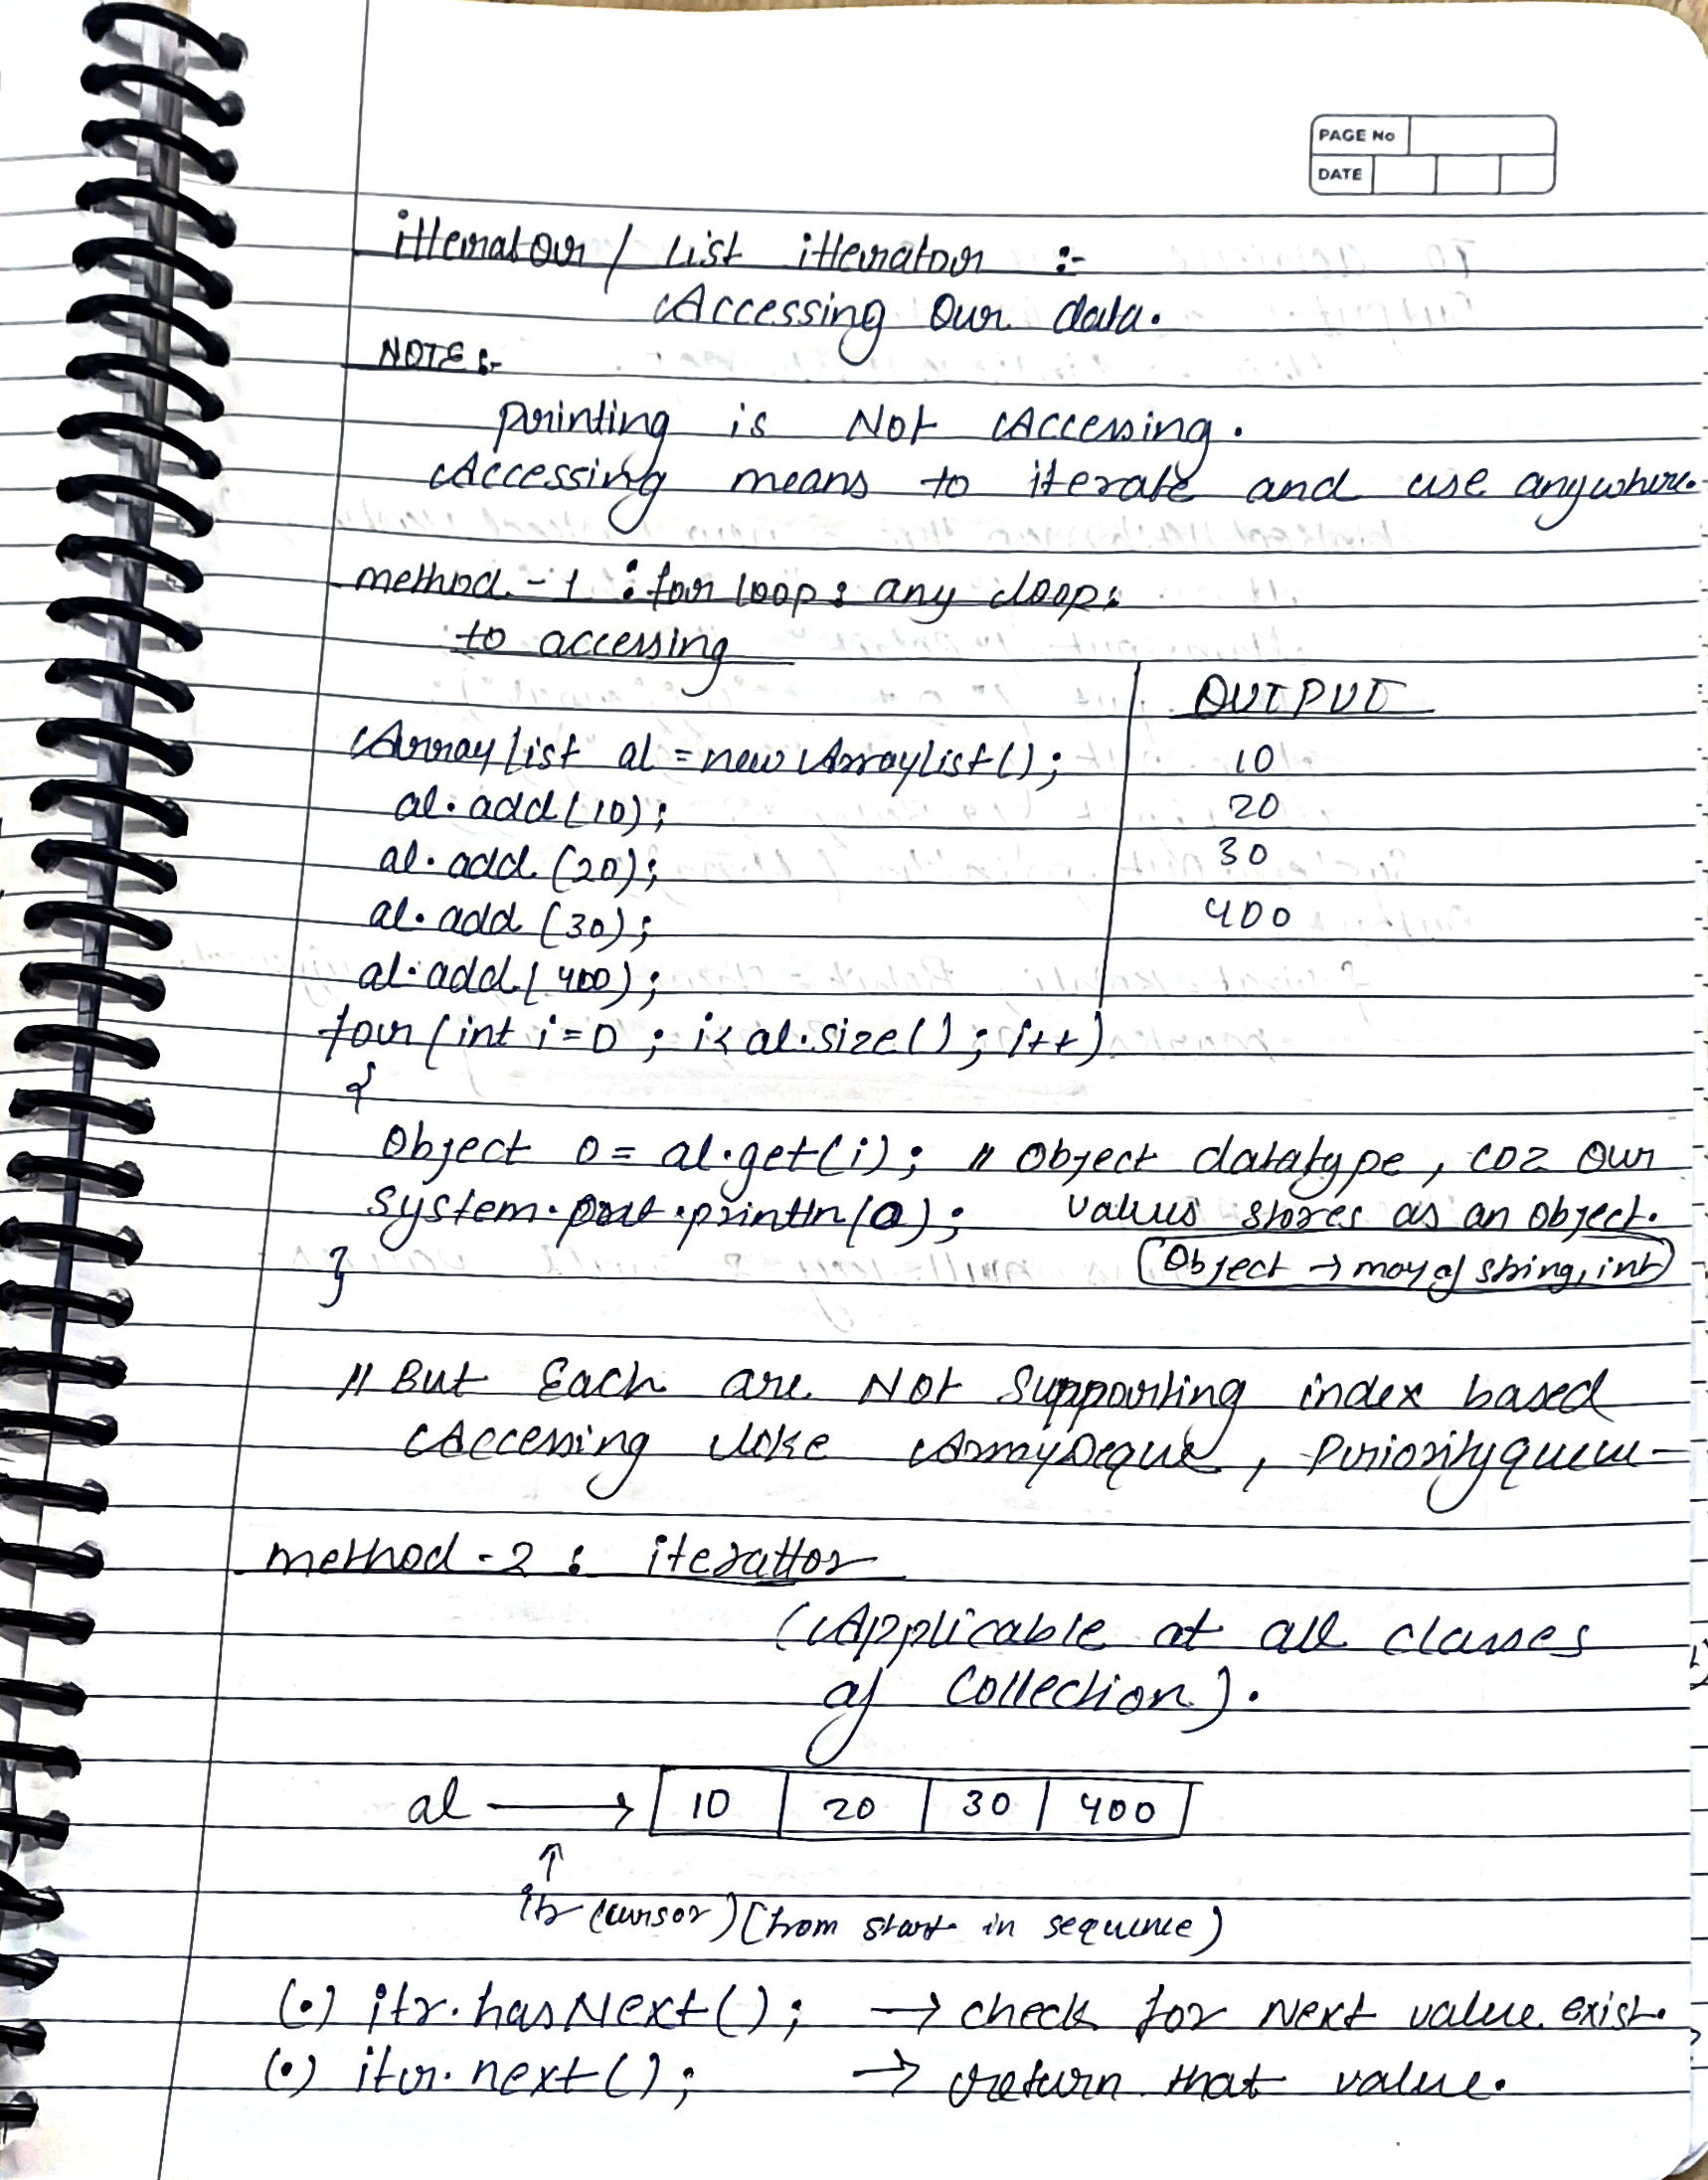 PAGE No
DATE
itterator / List itterator :-
Accessing Our data.
NOTE :-
printing is Not Accessing.
Accessing means to iterate and use anywhere.
method - 1 : for loop : any loop :
to accessing
OUTPUT
ArrayList al = new ArrayList();
10
al.add(10);
20
al.add(20);
30
al.add(30);
400
al.add(400);
for(int i=0 ; i< al.size() ; i++)
{
Object o = al.get(i); // Object datatype, coz our
system.out.println(o); values stores as an object.
Object → may of string, int
}
// But Each are Not Supporting index based
Accessing like ArrayDeque, Priorityqueue
method - 2 : iterattor
(Applicable at all classes
of Collection).
al → 10 20 30 400
↑
itr (cursor) (from start in sequence)
(•) itr.hasNext(); → check for Next value exist.
(•) itr.next(); → return that value.